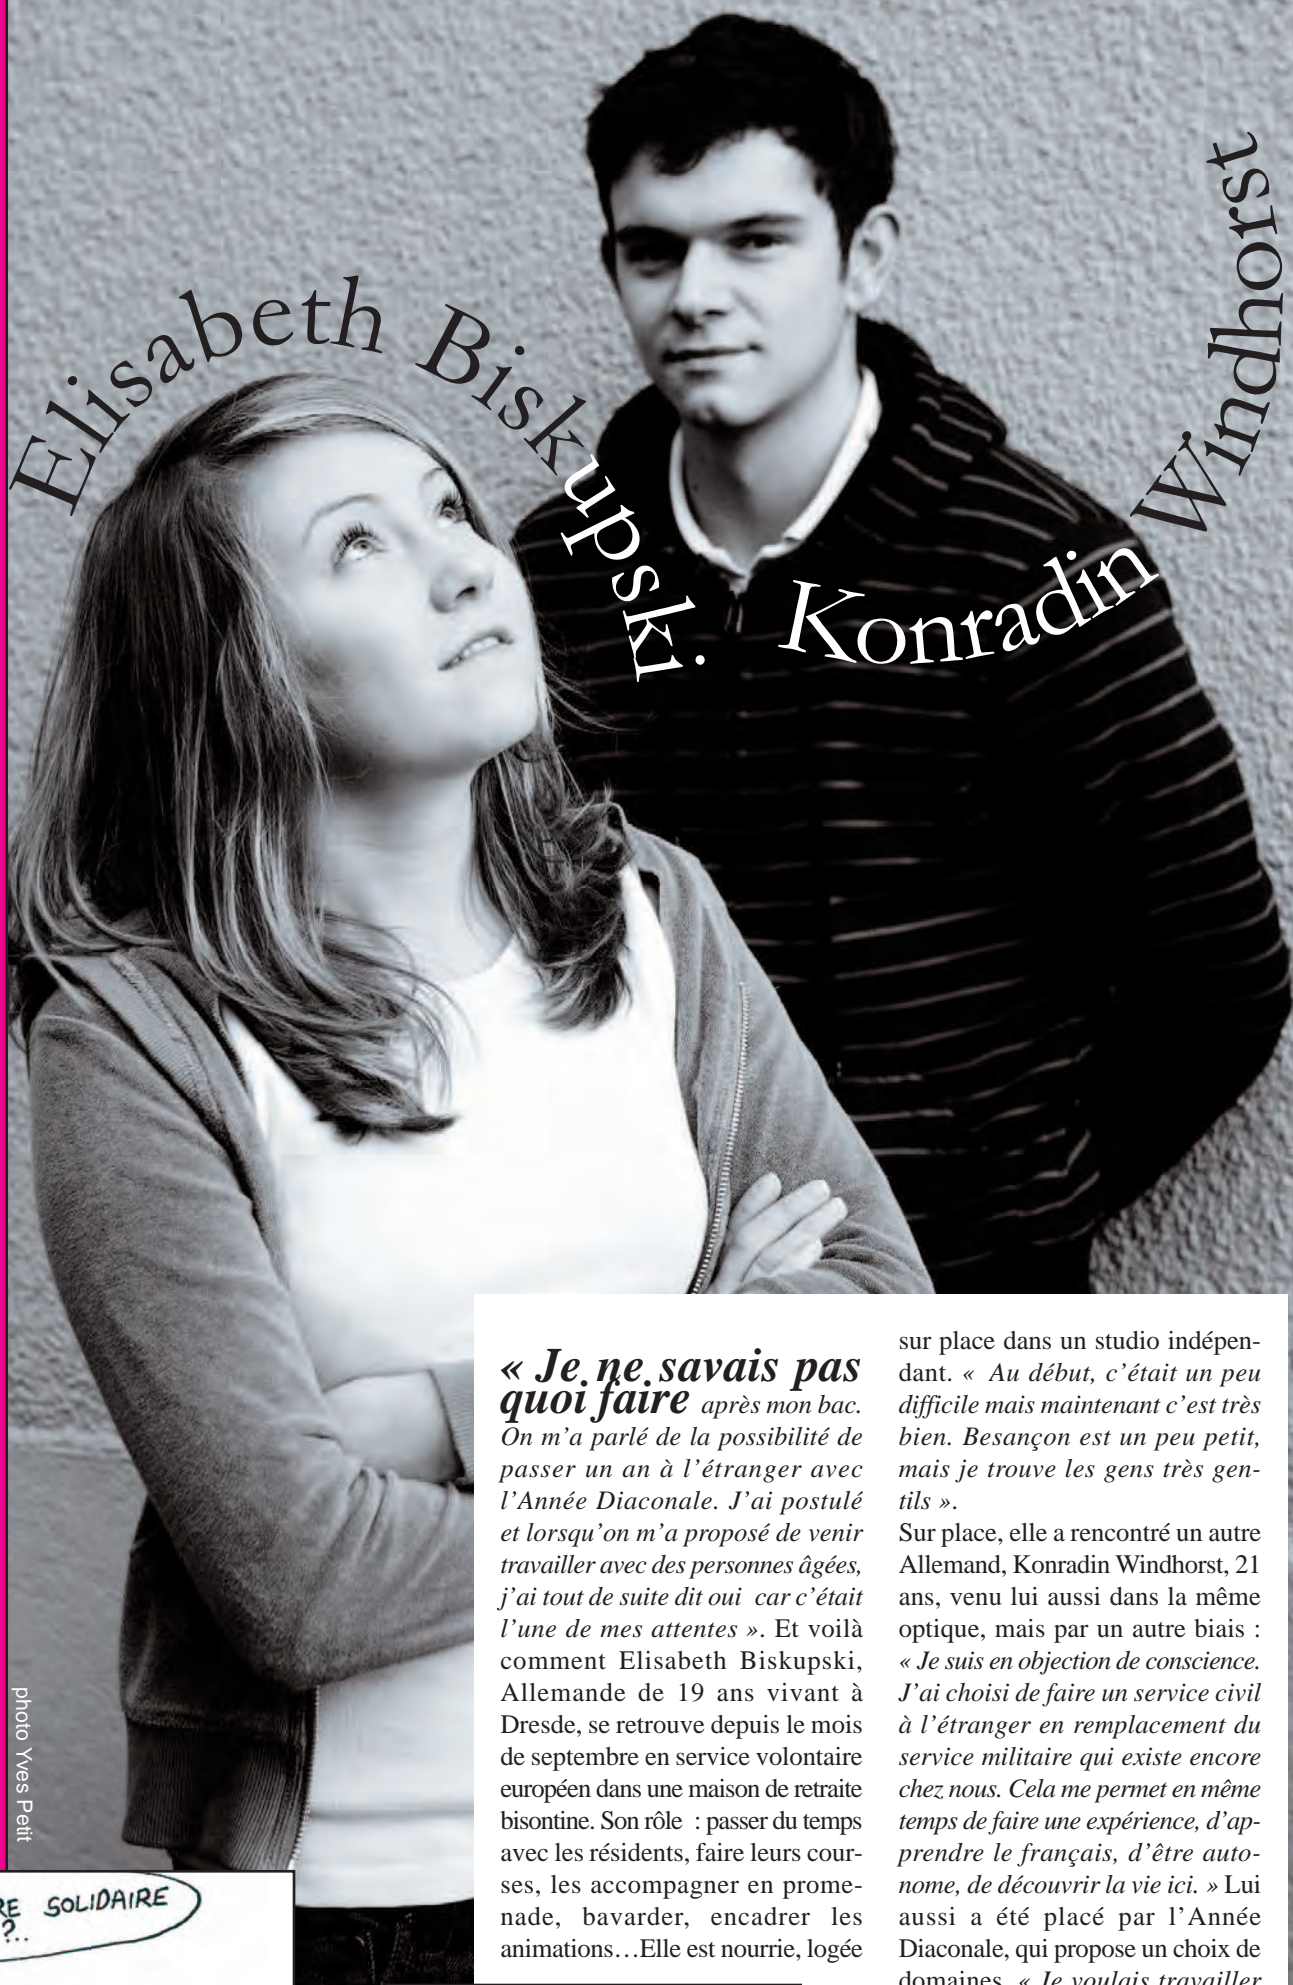 Elisabeth Biskupski
Konradin Windhorst
« Je ne savais pas
quoi faire après mon bac.
On m'a parlé de la possibilité de
passer un an à l'étranger avec
l'Année Diaconale. J'ai postulé
et lorsqu'on m'a proposé de venir
travailler avec des personnes âgées,
j'ai tout de suite dit oui car c'était
l'une de mes attentes ». Et voilà
comment Elisabeth Biskupski,
Allemande de 19 ans vivant à
Dresde, se retrouve depuis le mois
de septembre en service volontaire
européen dans une maison de retraite
bisontine. Son rôle : passer du temps
avec les résidents, faire leurs cour-
ses, les accompagner en prome-
nade, bavarder, encadrer les
animations…Elle est nourrie, logée
sur place dans un studio indépen-
dant. « Au début, c'était un peu
difficile mais maintenant c'est très
bien. Besançon est un peu petit,
mais je trouve les gens très gen-
tils ».
Sur place, elle a rencontré un autre
Allemand, Konradin Windhorst, 21
ans, venu lui aussi dans la même
optique, mais par un autre biais :
« Je suis en objection de conscience.
J'ai choisi de faire un service civil
à l'étranger en remplacement du
service militaire qui existe encore
chez nous. Cela me permet en même
temps de faire une expérience, d'ap-
prendre le français, d'être auto-
nome, de découvrir la vie ici. » Lui
aussi a été placé par l'Année
Diaconale, qui propose un choix de
domaines. « Je voulais travailler
photo Yves Petit
RE SOLIDAIRE
?..